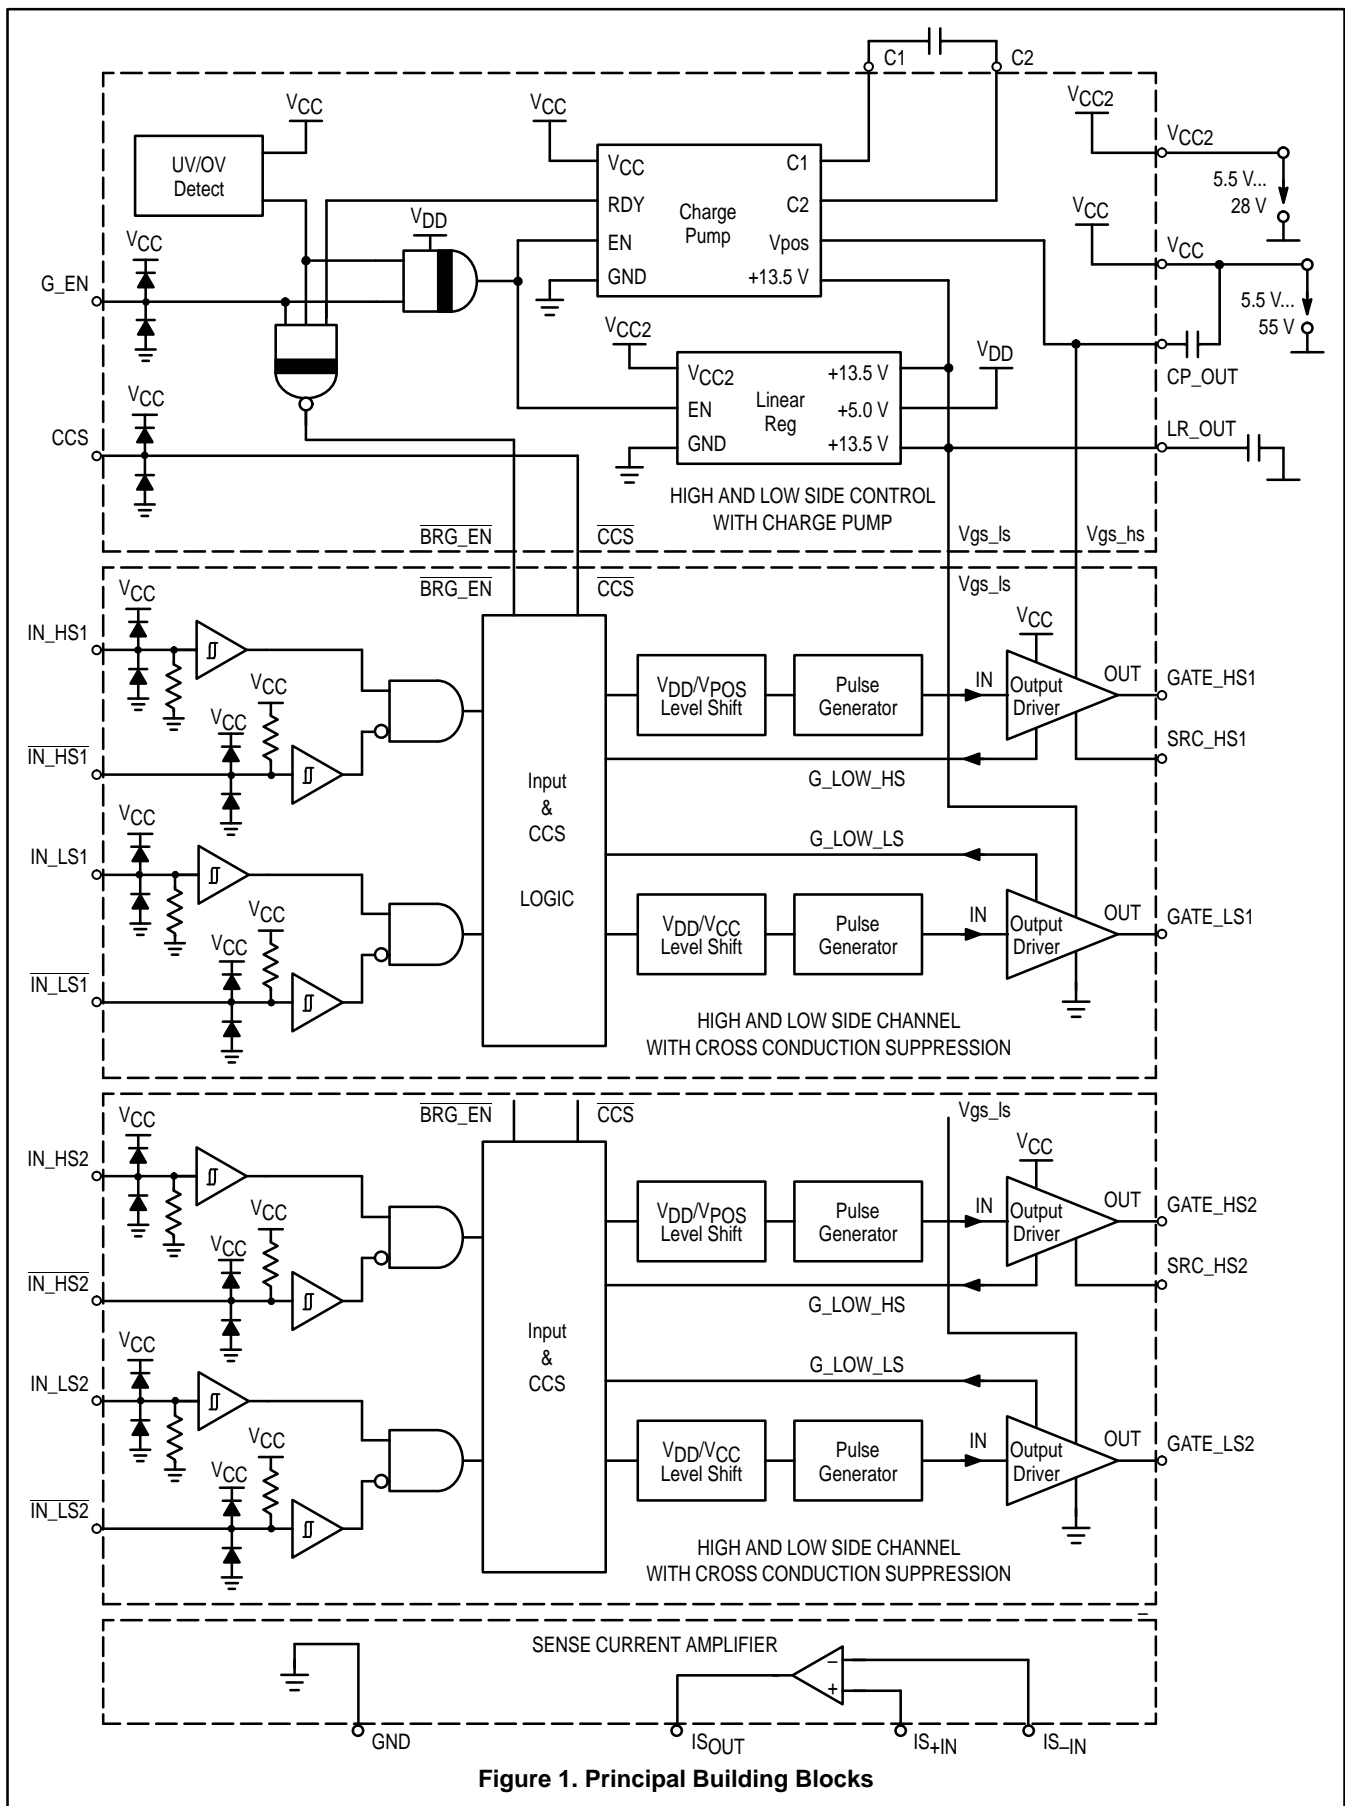 C1
C2
VCC
VCC
VCC2
VCC2
UV/OV
Detect
VCC
C1
RDY
Charge
Pump
C2
EN
Vpos
GND
+13.5 V
5.5 V...
28 V
VCC
VCC
VDD
VCC
G_EN
5.5 V...
55 V
VCC2
VDD
CP_OUT
VCC2
+13.5 V
EN
Linear
Reg
+5.0 V
GND
+13.5 V
VCC
CCS
LR_OUT
HIGH AND LOW SIDE CONTROL
WITH CHARGE PUMP
BRG_EN
CCS
Vgs_ls
Vgs_hs
BRG_EN
CCS
Vgs_ls
VCC
IN_HS1
VCC
VCC
IN_HS1
VDD/VPOS
Level Shift
Pulse
Generator
IN
VCC
Output
Driver
OUT
GATE_HS1
SRC_HS1
G_LOW_HS
Input
&
CCS
LOGIC
VCC
IN_LS1
VCC
VCC
IN_LS1
G_LOW_LS
VDD/VCC
Level Shift
Pulse
Generator
IN
Output
Driver
OUT
GATE_LS1
HIGH AND LOW SIDE CHANNEL
WITH CROSS CONDUCTION SUPPRESSION
BRG_EN
CCS
Vgs_ls
VCC
IN_HS2
VCC
VCC
IN_HS2
VDD/VPOS
Level Shift
Pulse
Generator
IN
VCC
Output
Driver
OUT
GATE_HS2
SRC_HS2
G_LOW_HS
Input
&
CCS
VCC
IN_LS2
VCC
VCC
IN_LS2
G_LOW_LS
VDD/VCC
Level Shift
Pulse
Generator
IN
Output
Driver
OUT
GATE_LS2
HIGH AND LOW SIDE CHANNEL
WITH CROSS CONDUCTION SUPPRESSION
SENSE CURRENT AMPLIFIER
–
+
GND
ISOUT
IS+IN
IS–IN
Figure 1. Principal Building Blocks